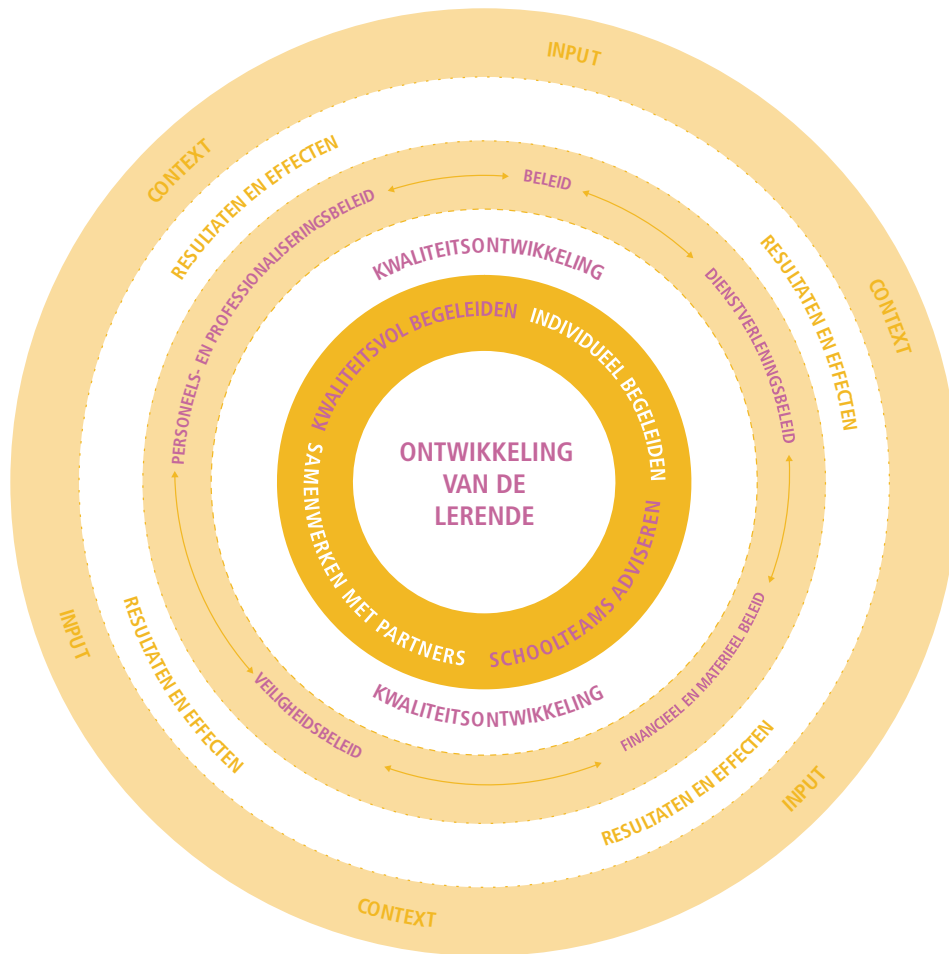 INPUT
CONTEXT
CONTEXT
INPUT
INPUT
CONTEXT
RESULTATEN EN EFFECTEN
RESULTATEN EN EFFECTEN
RESULTATEN EN EFFECTEN
RESULTATEN EN EFFECTEN
BELEID
DIENSTVERLENINGSBELEID
FINANCIEEL EN MATERIEEL BELEID
VEILIGHEIDSBELEID
PERSONEELS- EN PROFESSIONALISERINGSBELEID
KWALITEITSONTWIKKELING
KWALITEITSONTWIKKELING
KWALITEITSVOL BEGELEIDEN
INDIVIDUEEL BEGELEIDEN
SCHOOLTEAMS ADVISEREN
SAMENWERKEN MET PARTNERS
ONTWIKKELING
VAN DE
LERENDE